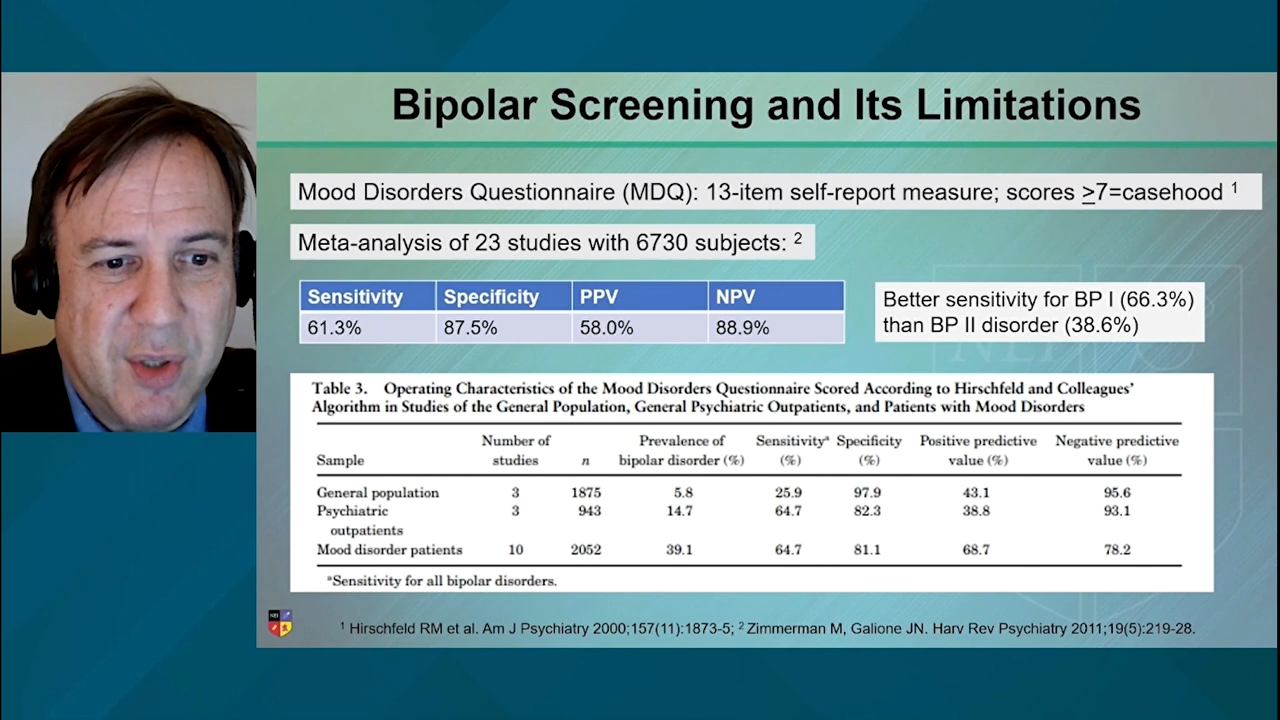 Bipolar Screening and Its Limitations
Mood Disorders Questionnaire (MDQ): 13-item self-report measure; scores >7=casehood 1
Meta-analysis of 23 studies with 6730 subjects: 2
Sensitivity Specificity PPV NPV
61.3% 87.5% 58.0% 88.9%
Better sensitivity for BP I (66.3%)
than BP II disorder (38.6%)
Table 3. Operating Characteristics of the Mood Disorders Questionnaire Scored According to Hirschfeld and Colleagues'
Algorithm in Studies of the General Population, General Psychiatric Outpatients, and Patients with Mood Disorders
Number of Prevalence of Sensitivityª Specificity Positive predictive Negative predictive
Sample studies n bipolar disorder (%) (%) (%) value (%) value (%)
General population 3 1875 5.8 25.9 97.9 43.1 95.6
Psychiatric 3 943 14.7 64.7 82.3 38.8 93.1
outpatients
Mood disorder patients 10 2052 39.1 64.7 81.1 68.7 78.2
ªSensitivity for all bipolar disorders.
NEI
1 Hirschfeld RM et al. Am J Psychiatry 2000;157(11):1873-5; 2 Zimmerman M, Galione JN. Harv Rev Psychiatry 2011;19(5):219-28.